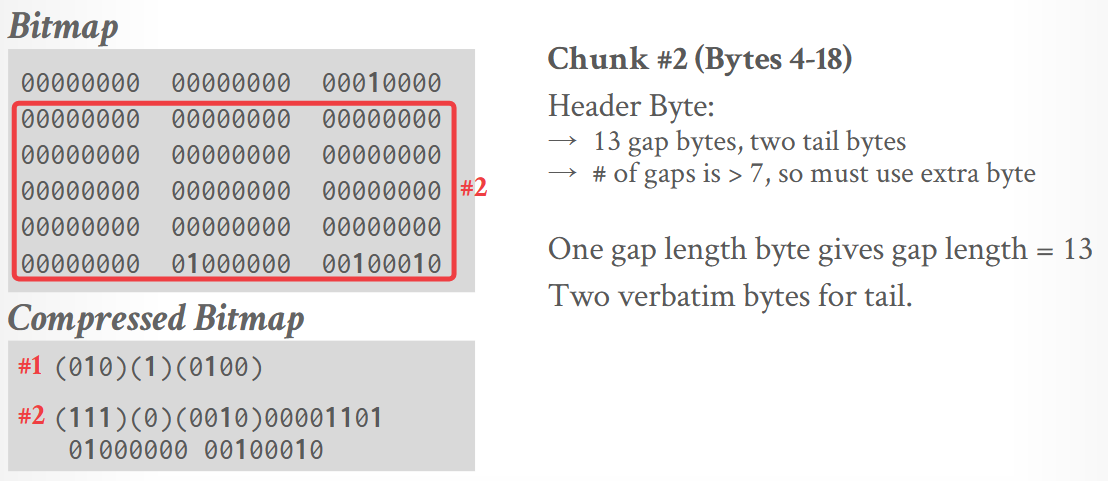 Bitmap
00000000 00000000 00010000
00000000 00000000 00000000
00000000 00000000 00000000
00000000 00000000 00000000
00000000 00000000 00000000
00000000 01000000 00100010
#2
Compressed Bitmap
#1 (010)(1)(0100)
#2 (111)(0)(0010)00001101
01000000 00100010
Chunk #2 (Bytes 4-18)
Header Byte:
→ 13 gap bytes, two tail bytes
→ # of gaps is > 7, so must use extra byte
One gap length byte gives gap length = 13
Two verbatim bytes for tail.